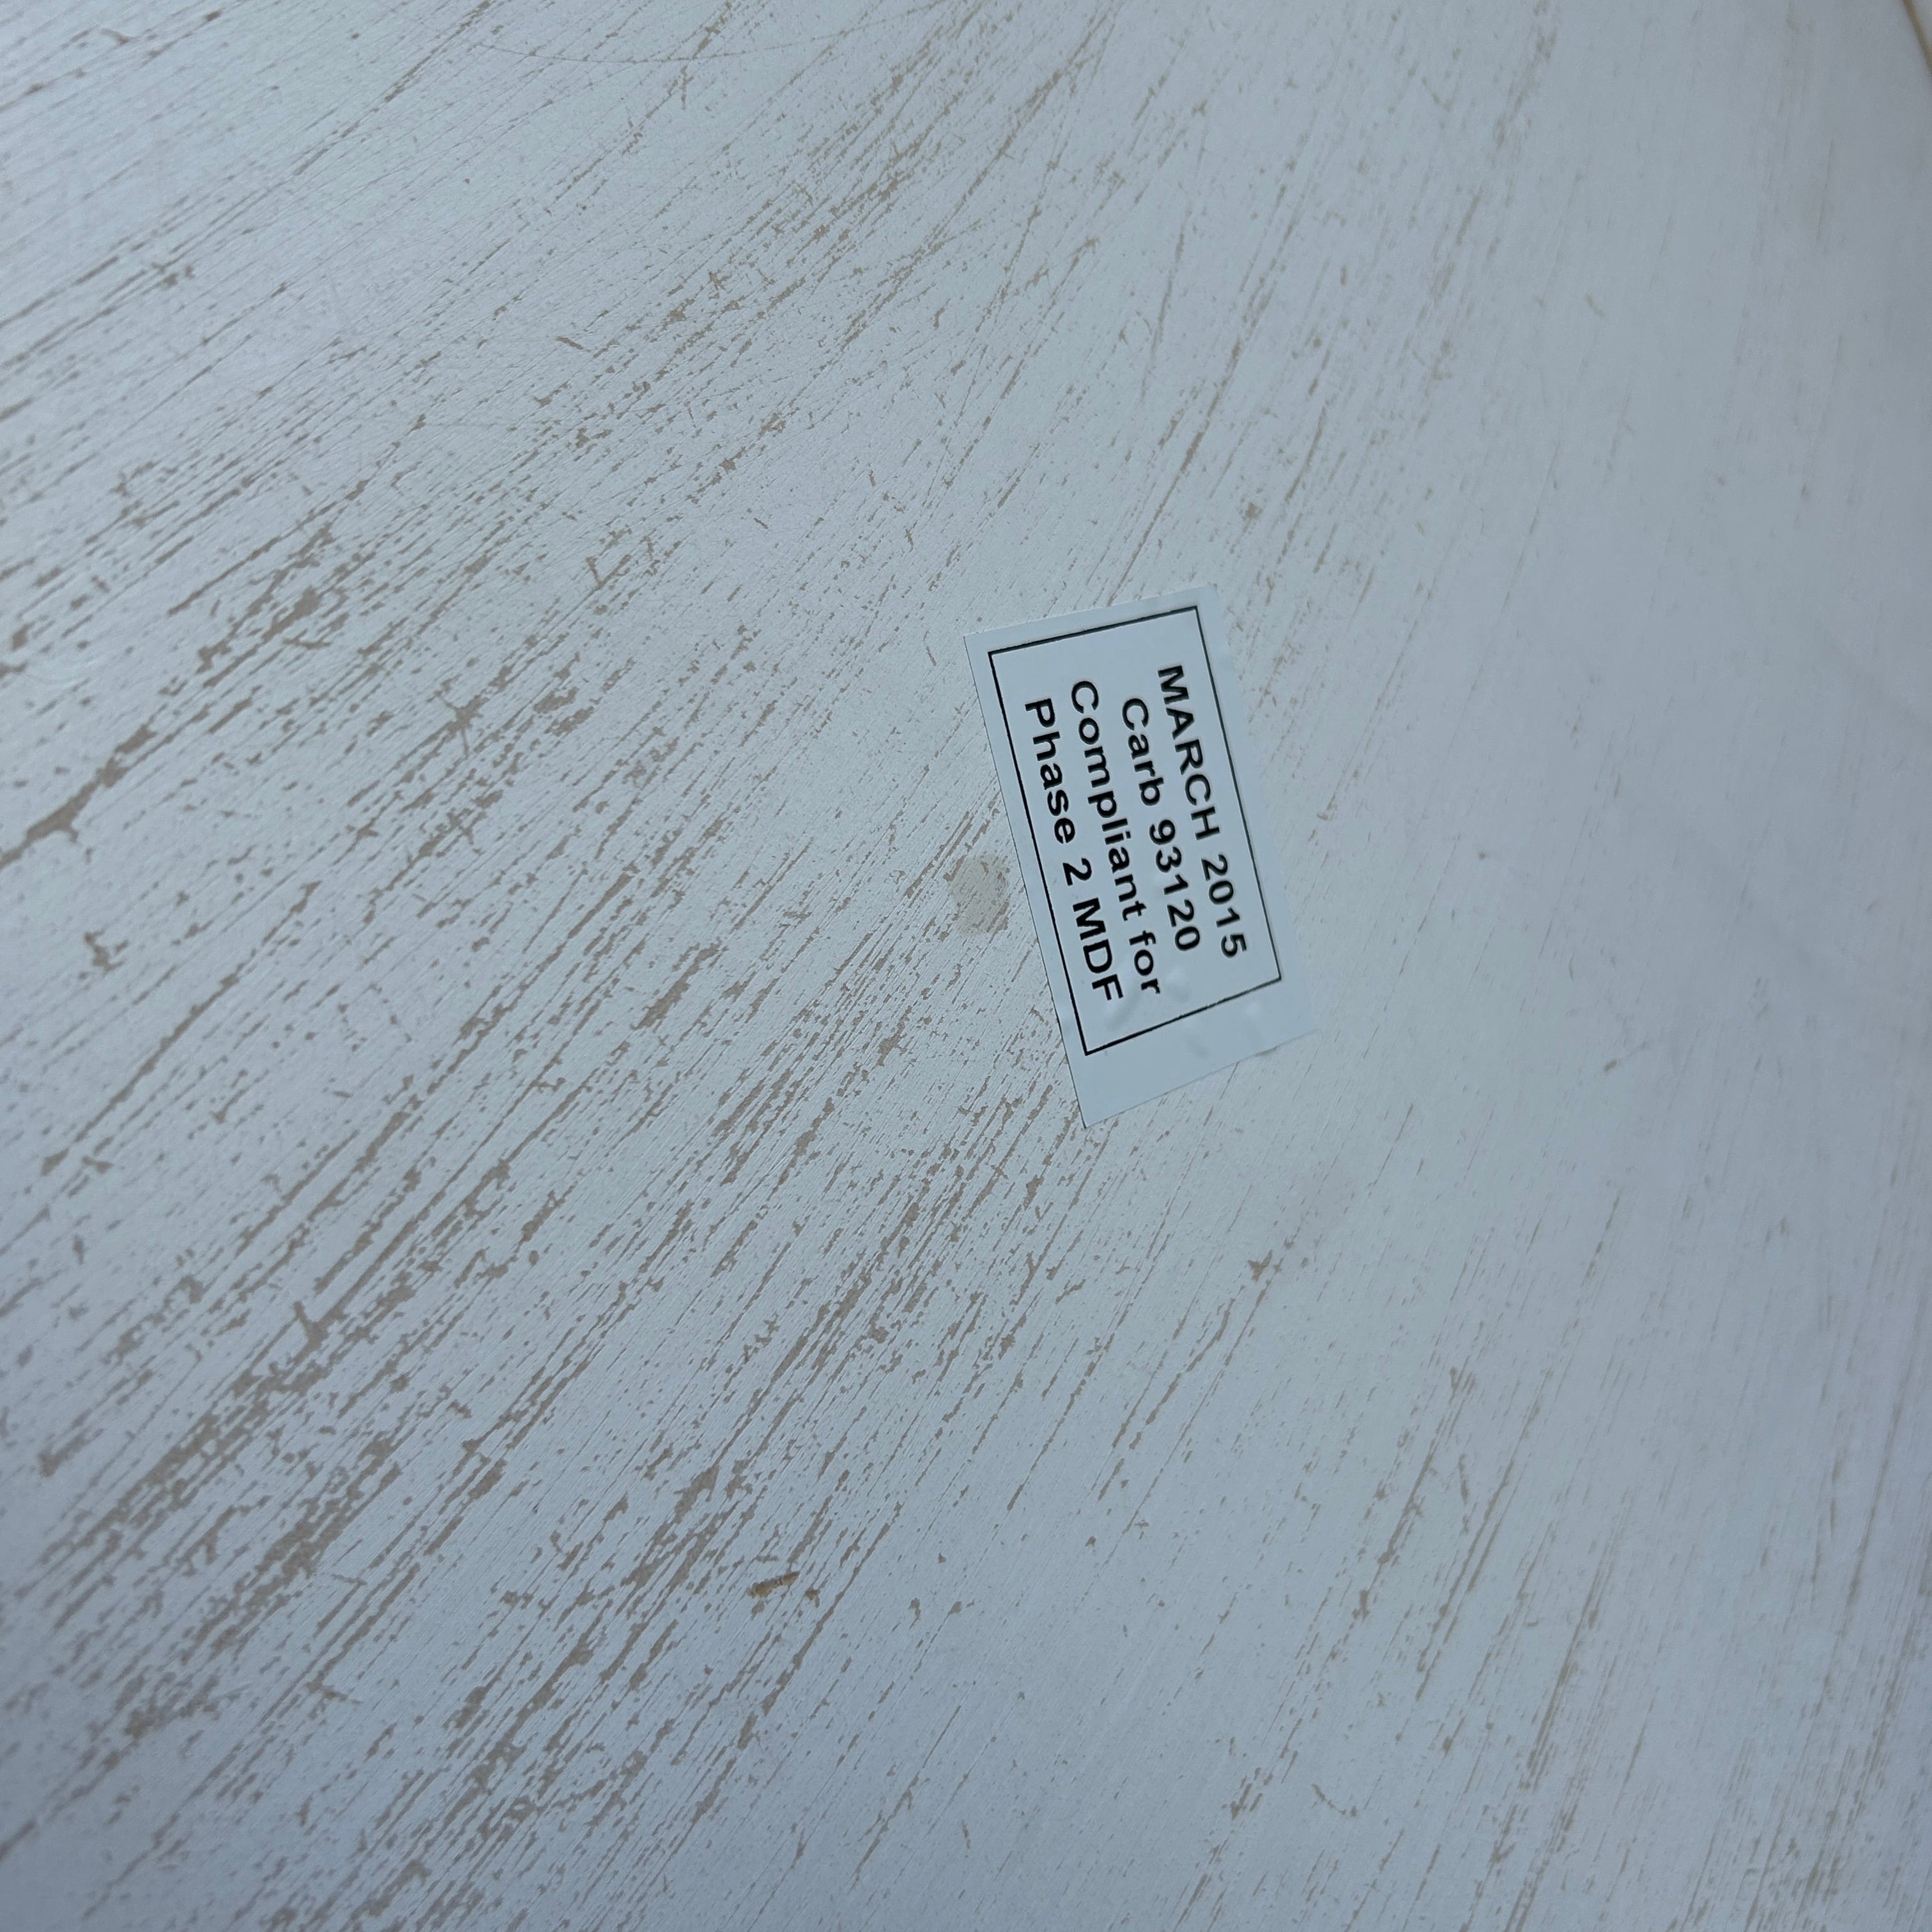 MARCH 2015
Carb 93120
Compliant for
Phase 2 MDF